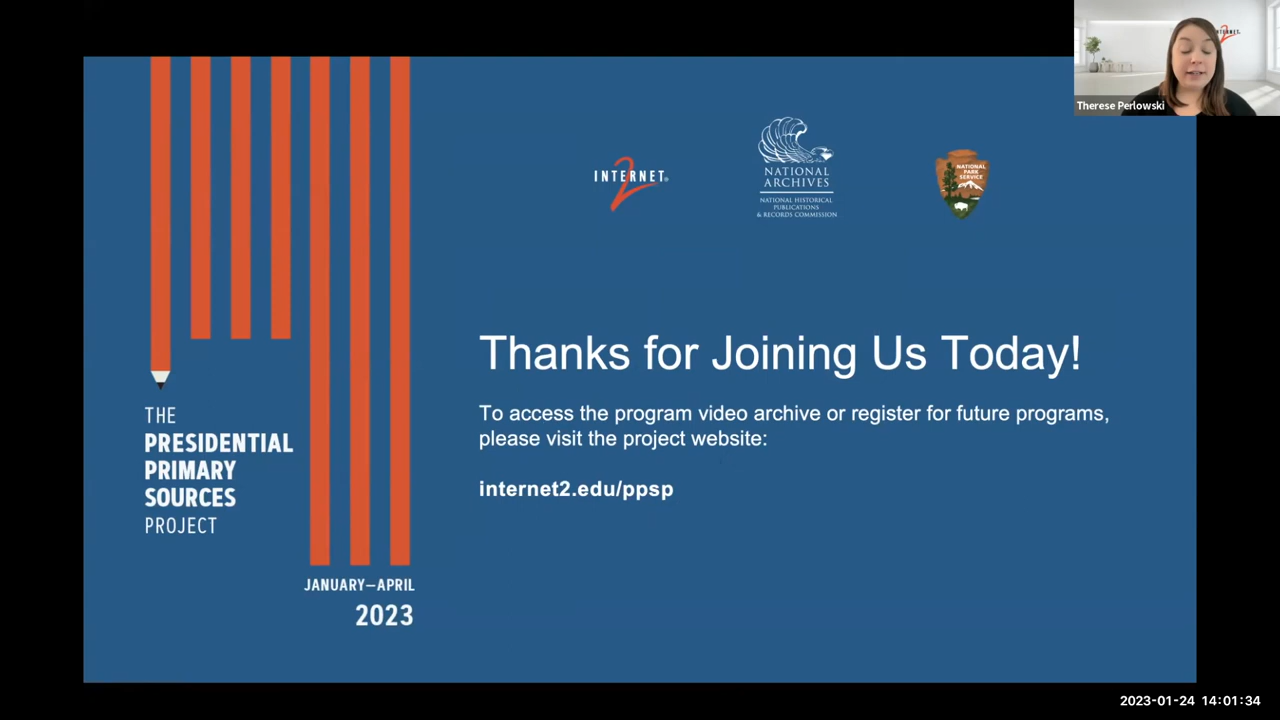 INTERNET
2
NATIONAL
ARCHIVES
NATIONAL HISTORICAL
PUBLICATIONS
& RECORDS COMMISSION
NATIONAL
PARK
SERVICE
Therese Perlowski
Thanks for Joining Us Today!
To access the program video archive or register for future programs,
please visit the project website:
internet2.edu/ppsp
THE
PRESIDENTIAL
PRIMARY
SOURCES
PROJECT
JANUARY–APRIL
2023
2023-01-24 14:01:34